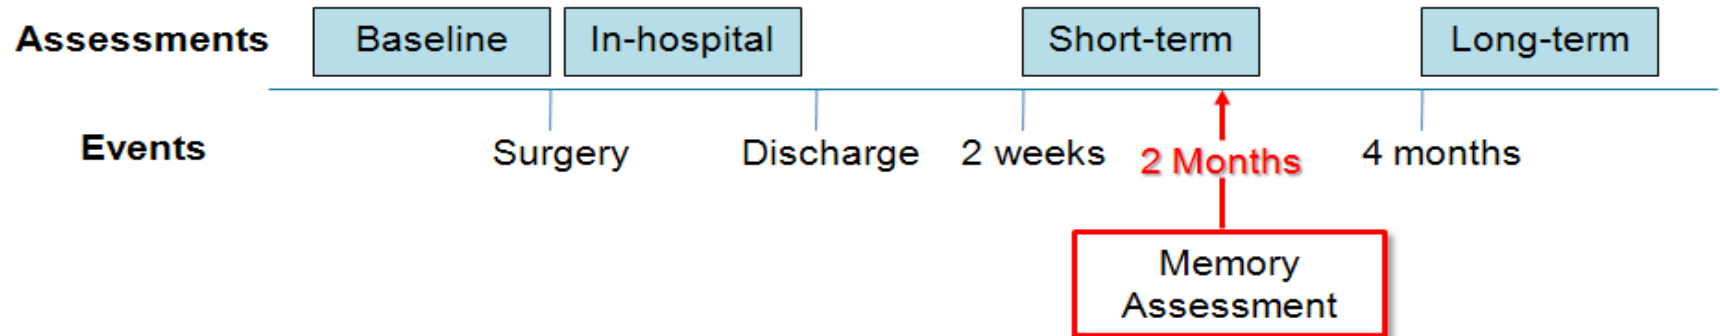 Assessments Baseline In-hospital Short-term Long-term
Events Surgery Discharge 2 weeks 2 Months 4 months
Memory
Assessment